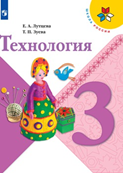 Е. А. Лутцева
Т. П. Зуева
Технология
3